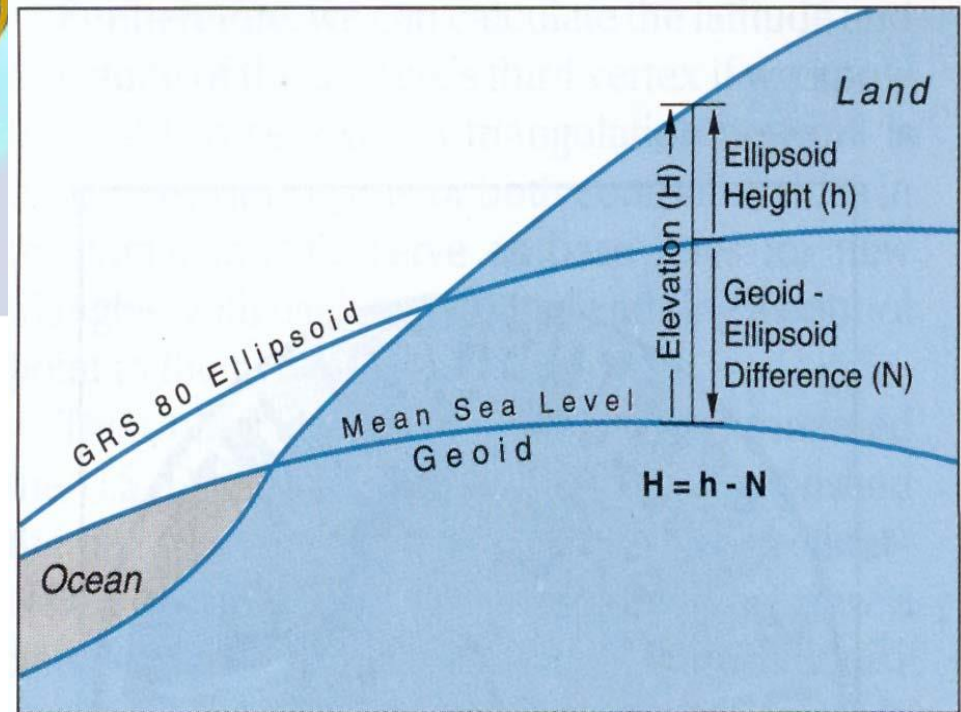 Land
Ellipsoid
Height (h)
Elevation (H)
Geoid -
Ellipsoid
Difference (N)
GRS 80 Ellipsoid
Mean Sea Level
Geoid
H = h - N
Ocean